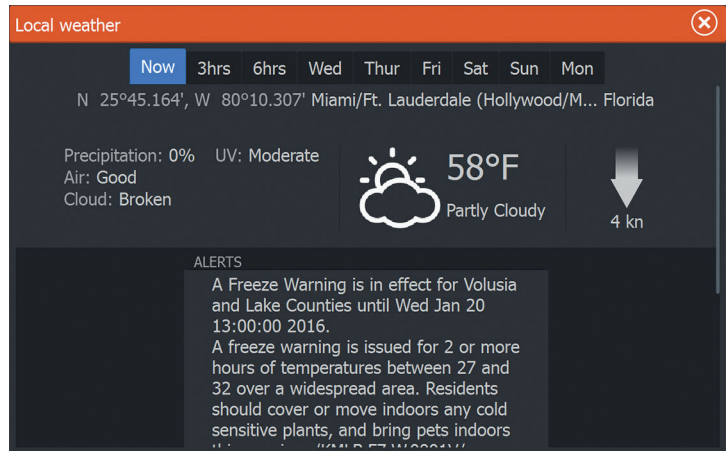 Local weather
Now 3hrs 6hrs Wed Thur Fri Sat Sun Mon
N 25°45.164', W 80°10.307' Miami/Ft. Lauderdale (Hollywood/M... Florida
Precipitation: 0% UV: Moderate
Air: Good
Cloud: Broken
58°F
Partly Cloudy
4 kn
ALERTS
A Freeze Warning is in effect for Volusia
and Lake Counties until Wed Jan 20
13:00:00 2016.
A freeze warning is issued for 2 or more
hours of temperatures between 27 and
32 over a widespread area. Residents
should cover or move indoors any cold
sensitive plants, and bring pets indoors